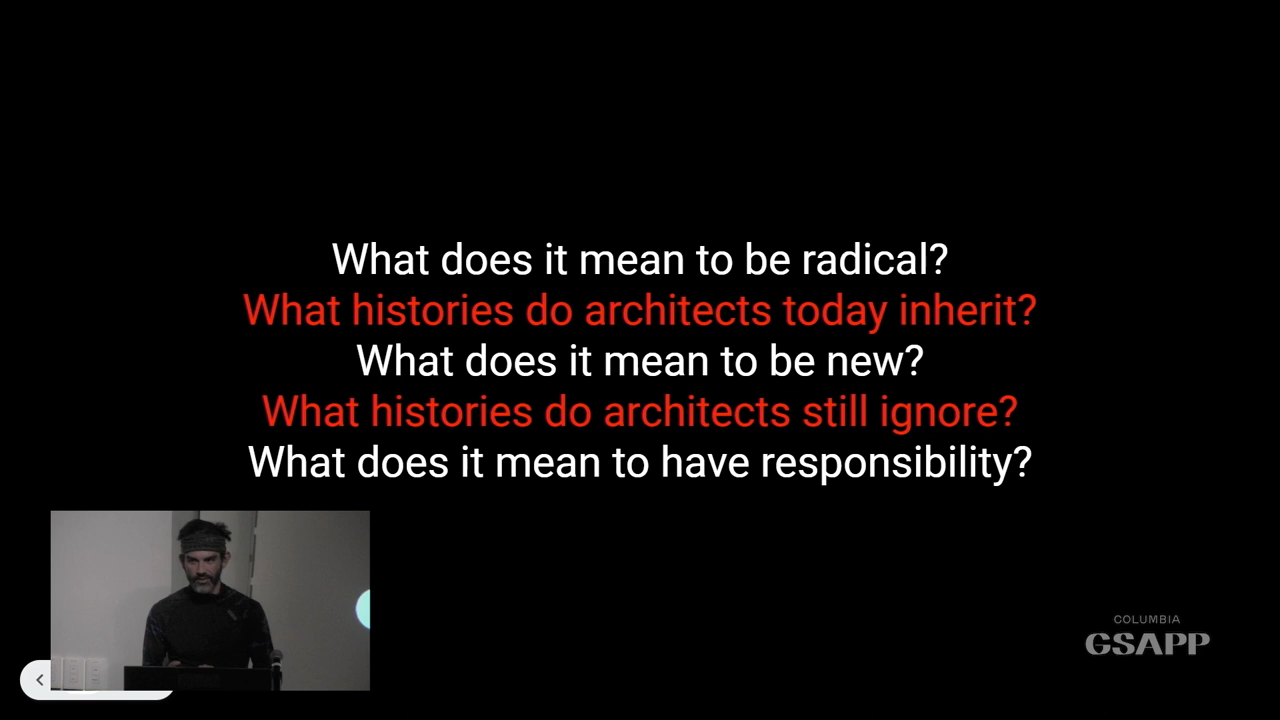 What does it mean to be radical?
What histories do architects today inherit?
What does it mean to be new?
What histories do architects still ignore?
What does it mean to have responsibility?
COLUMBIA
GSAPP